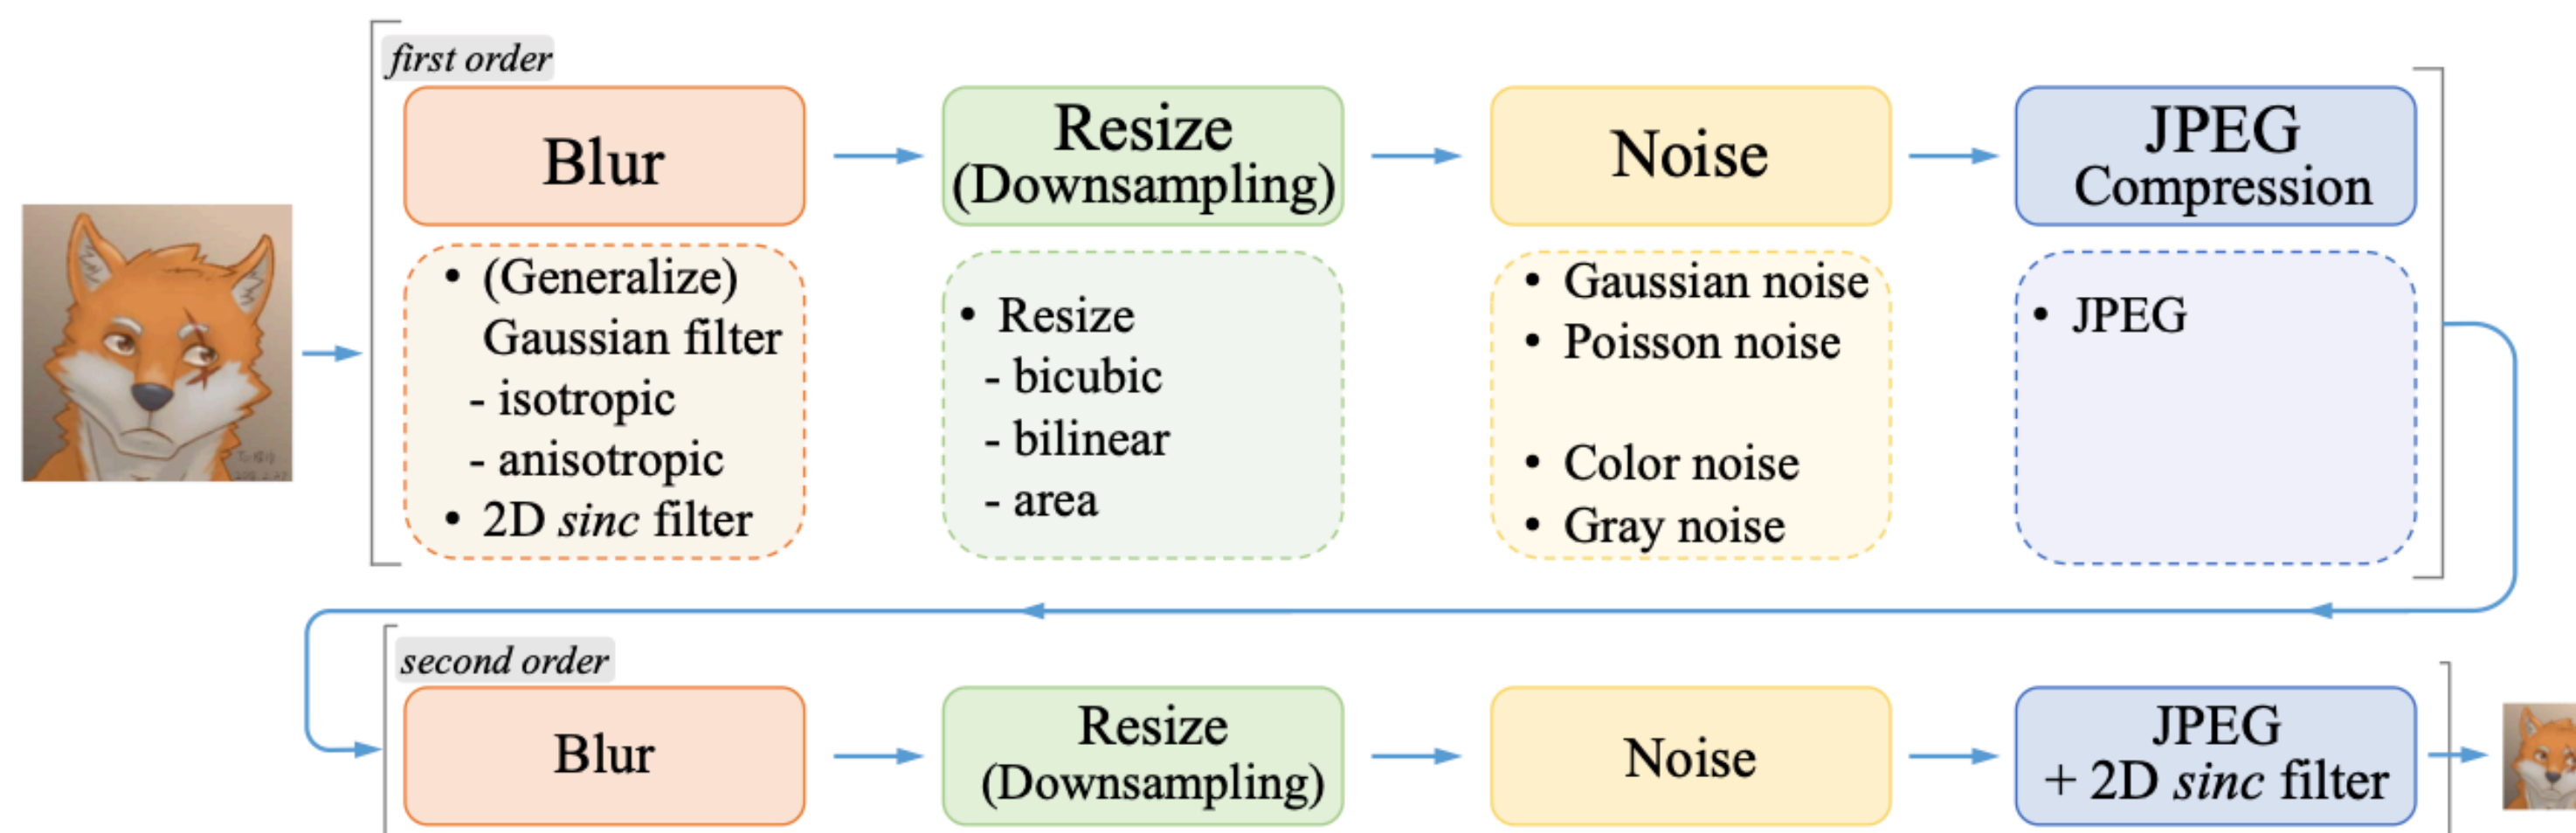 first order
Blur
Resize
(Downsampling)
Noise
JPEG
Compression
• (Generalize)
Gaussian filter
- isotropic
- anisotropic
• 2D sinc filter
• Resize
- bicubic
- bilinear
- area
• Gaussian noise
• Poisson noise
• Color noise
• Gray noise
• JPEG
second order
Blur
Resize
(Downsampling)
Noise
JPEG
+ 2D sinc filter